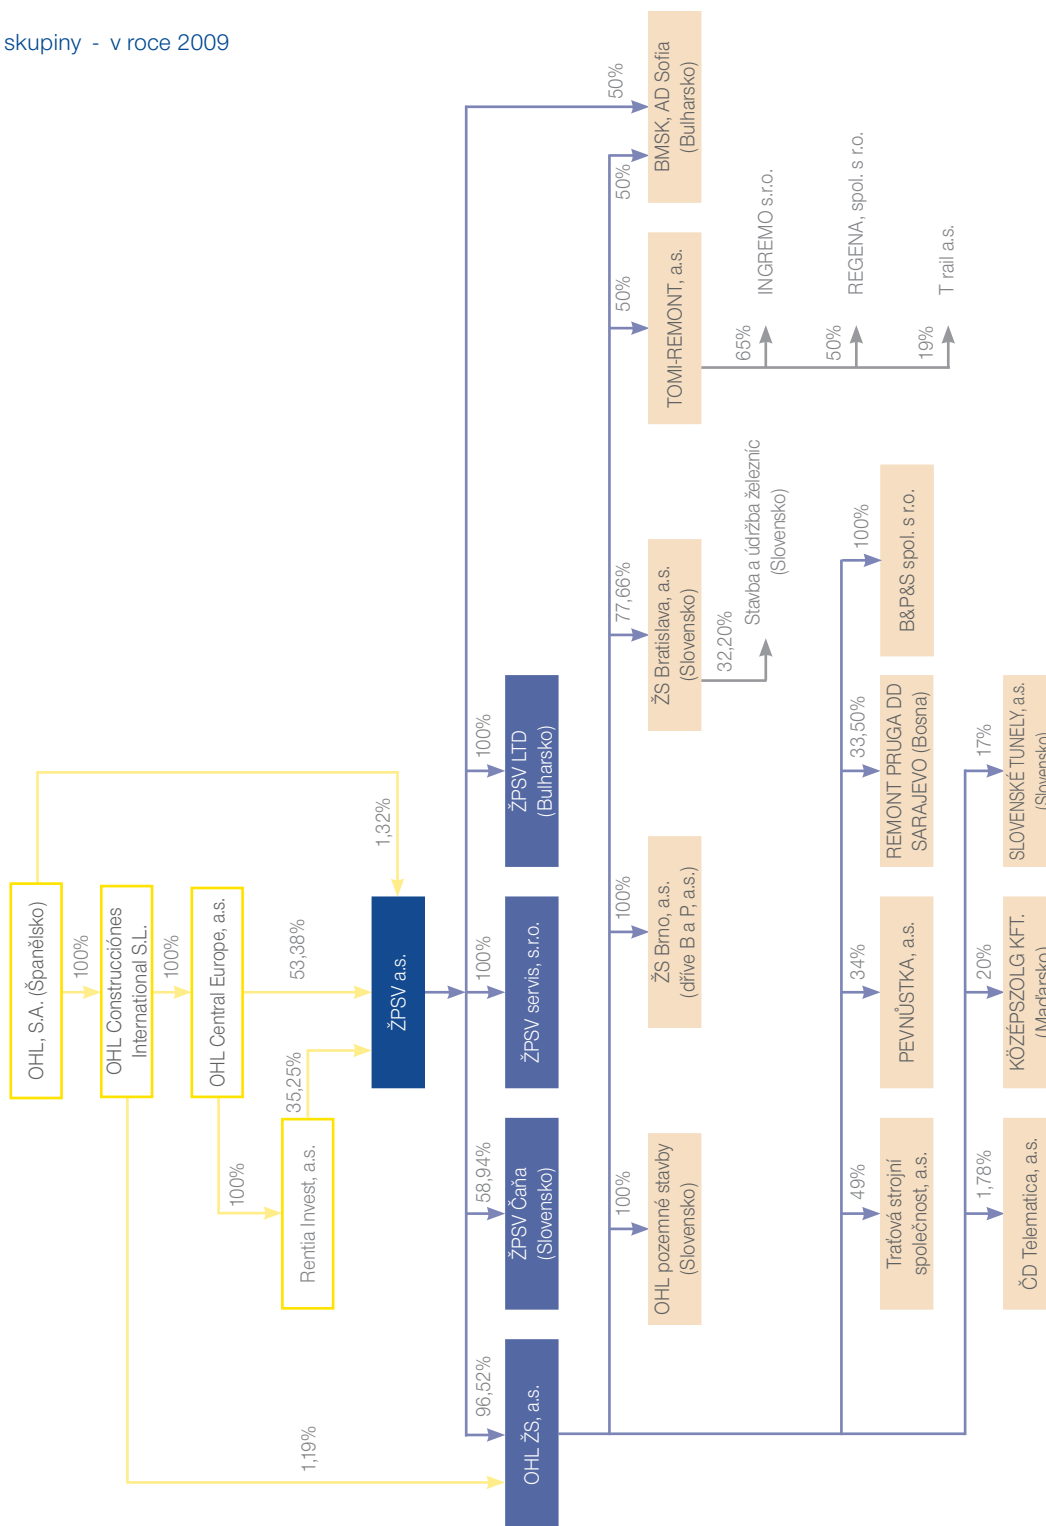 skupiny - v roce 2009
OHL, S.A. (Španělsko)
100%
1,32%
OHL Construcciónes
International S.L.
100%
1,19%
OHL Central Europe, a.s.
100%
53,38%
Rentia Invest, a.s.
35,25%
ŽPSV a.s.
96,52%
58,94%
100%
100%
50%
OHL ŽS, a.s.
ŽPSV Čaňa
(Slovensko)
ŽPSV servis, s.r.o.
ŽPSV LTD
(Bulharsko)
100%
100%
77,66%
50%
50%
OHL pozemné stavby
(Slovensko)
ŽS Brno, a.s.
(dříve B a P, a.s.)
ŽS Bratislava, a.s.
(Slovensko)
TOMI-REMONT, a.s.
BMSK, AD Sofia
(Bulharsko)
32,20%
Stavba a údržba železníc
(Slovensko)
65%
INGREMO s.r.o.
50%
REGENA, spol. s r.o.
19%
T rail a.s.
49%
34%
33,50%
100%
Traťová strojní
společnost, a.s.
PEVNŮSTKA, a.s.
REMONT PRUGA DD
SARAJEVO (Bosna)
B&P&S spol. s r.o.
1,78%
20%
17%
ČD Telematica, a.s.
KÖZÉPSZOLG KFT.
(Maďarsko)
SLOVENSKÉ TUNELY, a.s.
(Slovensko)